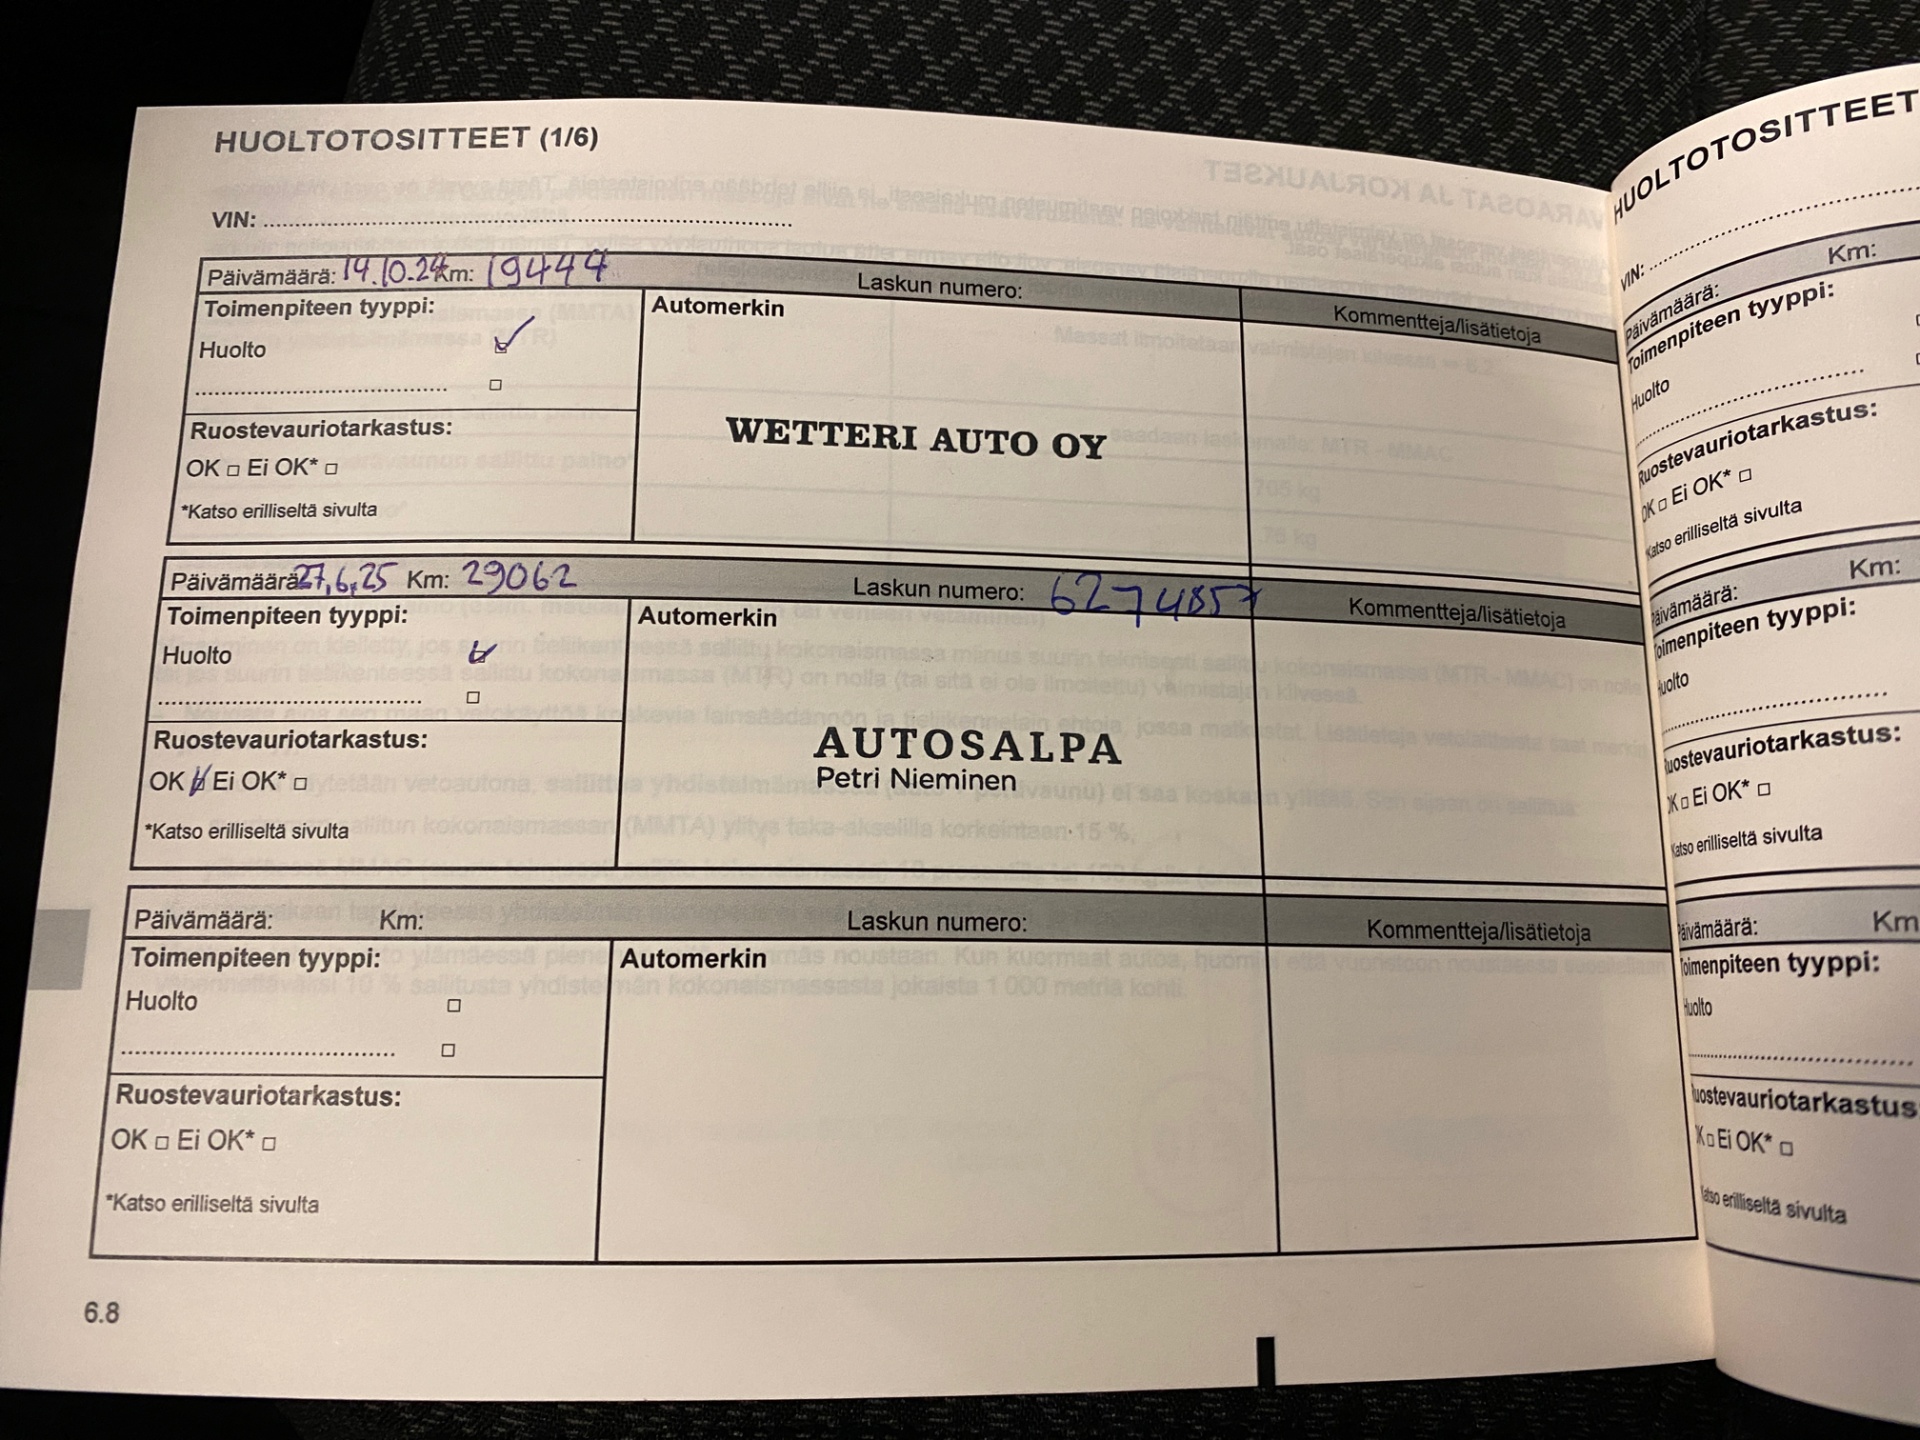 HUOLTOTOSITTEET (1/6)
VIN:
Päivämäärä: 14.10.24 Km: 19444 Laskun numero: Kommentteja/lisätietoja
Toimenpiteen tyyppi:
Automerkin
Huolto
Ruostevauriotarkastus:
OK □ Ei OK* □
*Katso erilliseltä sivulta
WETTERI AUTO OY
Päivämäärä: 27.6.25 Km: 29062 Laskun numero: 6274857 Kommentteja/lisätietoja
Toimenpiteen tyyppi:
Automerkin
Huolto
Ruostevauriotarkastus:
OK Ei OK* □
*Katso erilliseltä sivulta
AUTOSALPA
Petri Nieminen
Päivämäärä: Km: Laskun numero: Kommentteja/lisätietoja
Toimenpiteen tyyppi:
Automerkin
Huolto □
□
Ruostevauriotarkastus:
OK □ Ei OK* □
*Katso erilliseltä sivulta
6.8
HUOLTOTOSITTEET
VIN:
Päivämäärä: Km:
Toimenpiteen tyyppi:
Huolto
Ruostevauriotarkastus:
OK □ Ei OK* □
Katso erilliseltä sivulta
Päivämäärä: Km:
Toimenpiteen tyyppi:
Huolto
Ruostevauriotarkastus:
OK □ Ei OK* □
Katso erilliseltä sivulta
Päivämäärä: Km
Toimenpiteen tyyppi:
Huolto
Ruostevauriotarkastus
OK □ Ei OK* □
Katso erilliseltä sivulta